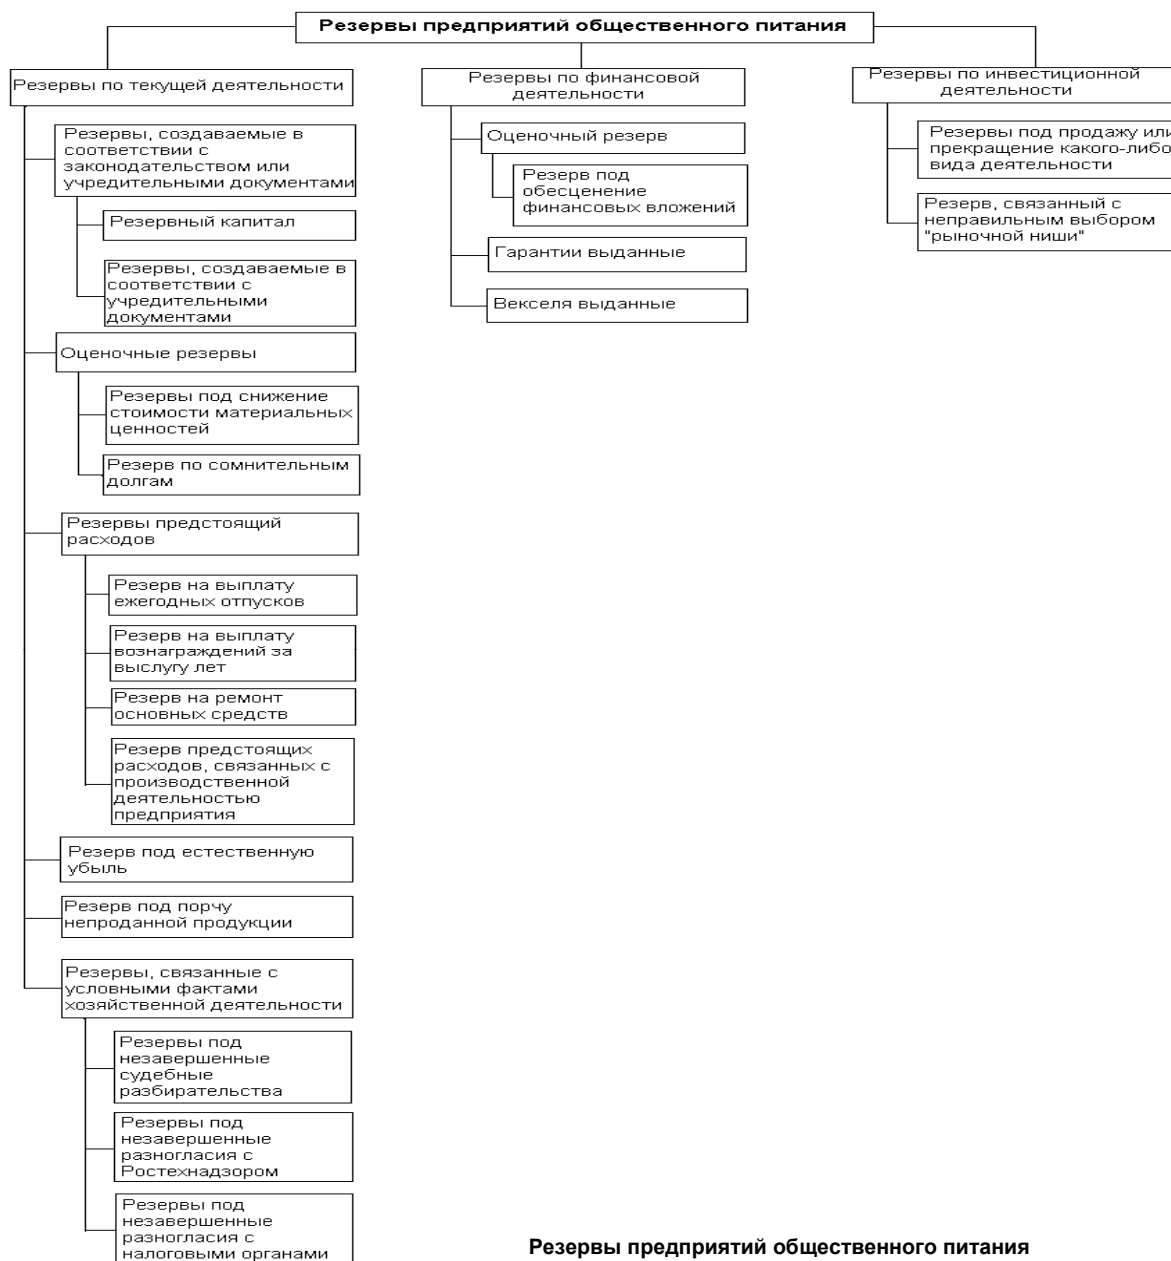 Резервы предприятий общественного питания
Резервы по текущей деятельности
Резервы, создаваемые в
соответствии с
законодательством или
учредительными документами
Резервный капитал
Резервы, создаваемые в
соответствии с
учредительными
документами
Оценочные резервы
Резервы под снижение
стоимости материальных
ценностей
Резерв по сомнительным
долгам
Резервы предстоящий
расходов
Резерв на выплату
ежегодных отпусков
Резерв на выплату
вознаграждений за
выслугу лет
Резерв на ремонт
основных средств
Резерв предстоящих
расходов, связанных с
производственной
деятельностью
предприятия
Резерв под естественную
убыль
Резерв под порчу
непроданной продукции
Резервы, связанные с
условными фактами
хозяйственной деятельности
Резервы под
незавершенные
судебные
разбирательства
Резервы под
незавершенные
разногласия с
Ростехнадзором
Резервы под
незавершенные
разногласия с
налоговыми органами
Резервы по финансовой
деятельности
Оценочный резерв
Резерв под
обесценение
финансовых вложений
Гарантии выданные
Векселя выданные
Резервы по инвестиционной
деятельности
Резервы под продажу или
прекращение какого-либо
вида деятельности
Резерв, связанный с
неправильным выбором
"рыночной ниши"
Резервы предприятий общественного питания